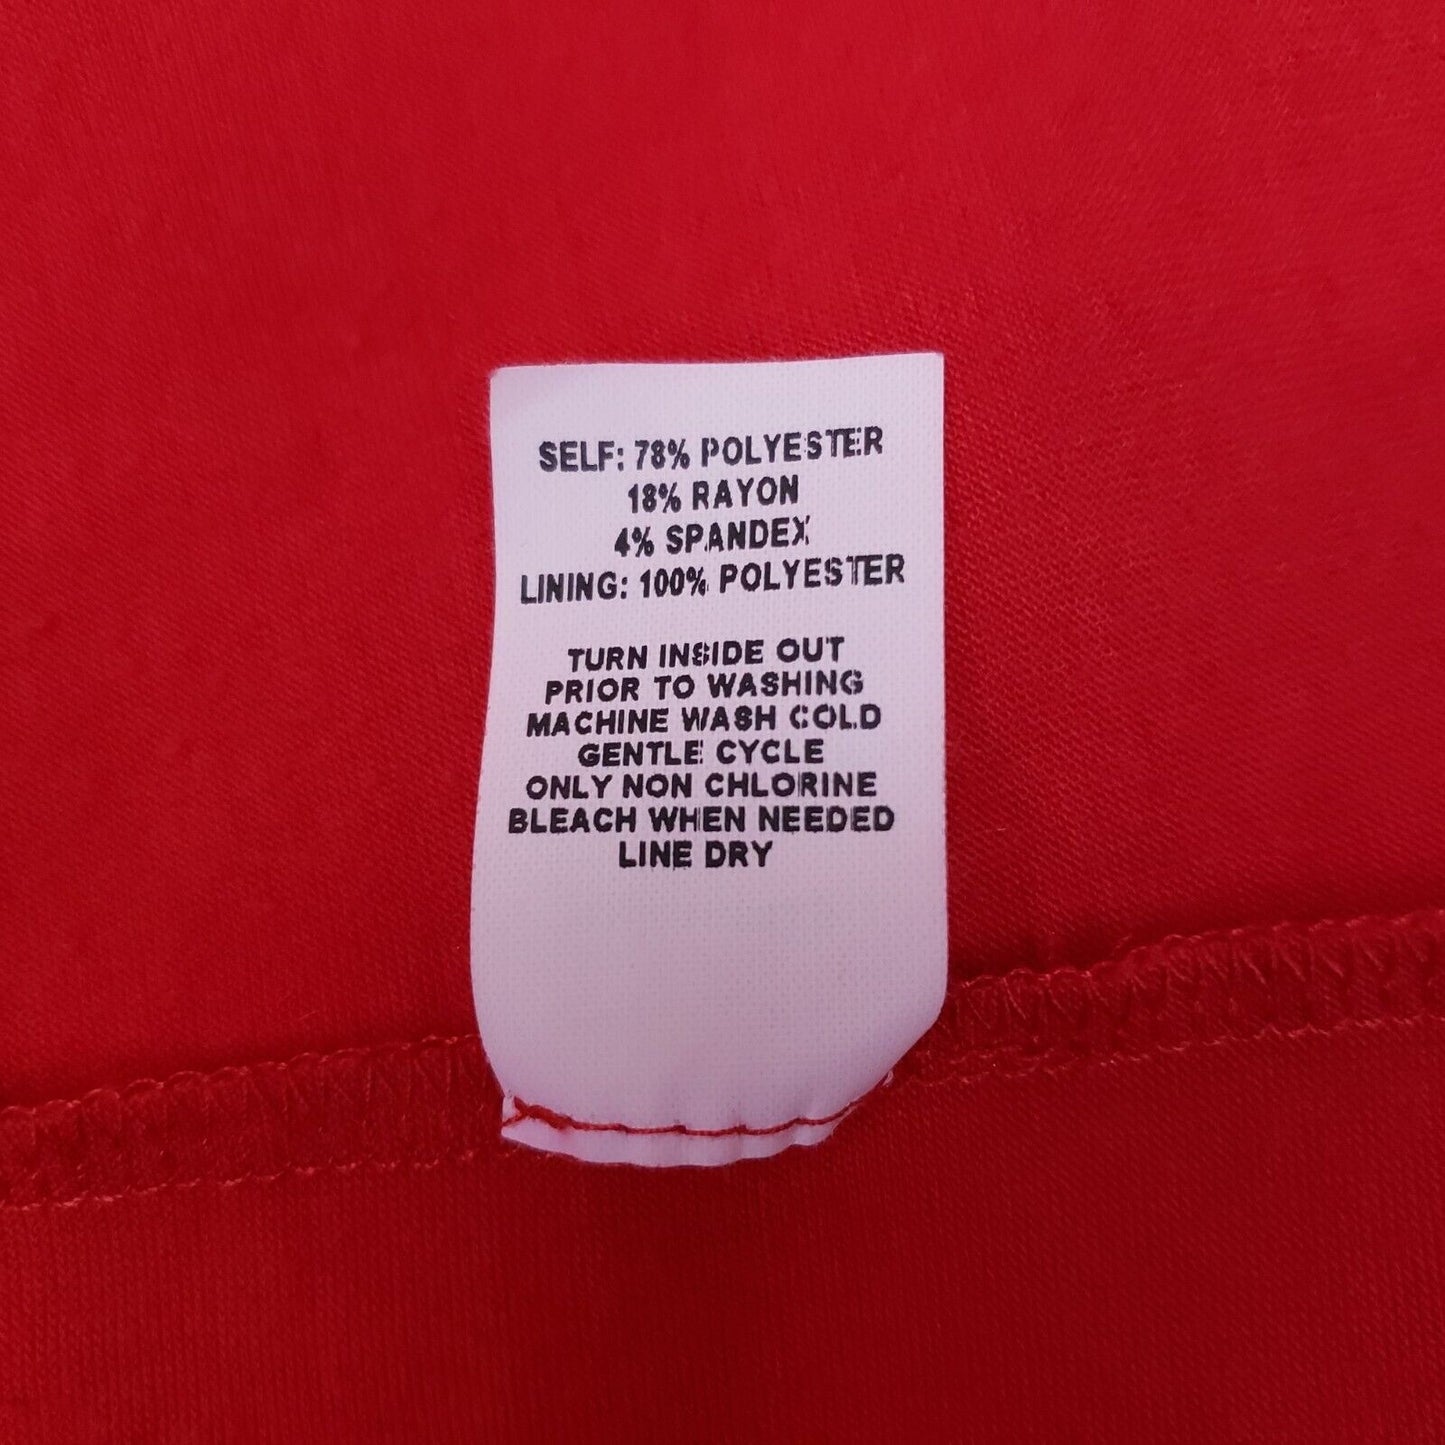 SELF: 78% POLYESTER
18% RAYON
4% SPANDEX
LINING: 100% POLYESTER
TURN INSIDE OUT
PRIOR TO WASHING
MACHINE WASH COLD
GENTLE CYCLE
ONLY NON CHLORINE
BLEACH WHEN NEEDED
LINE DRY